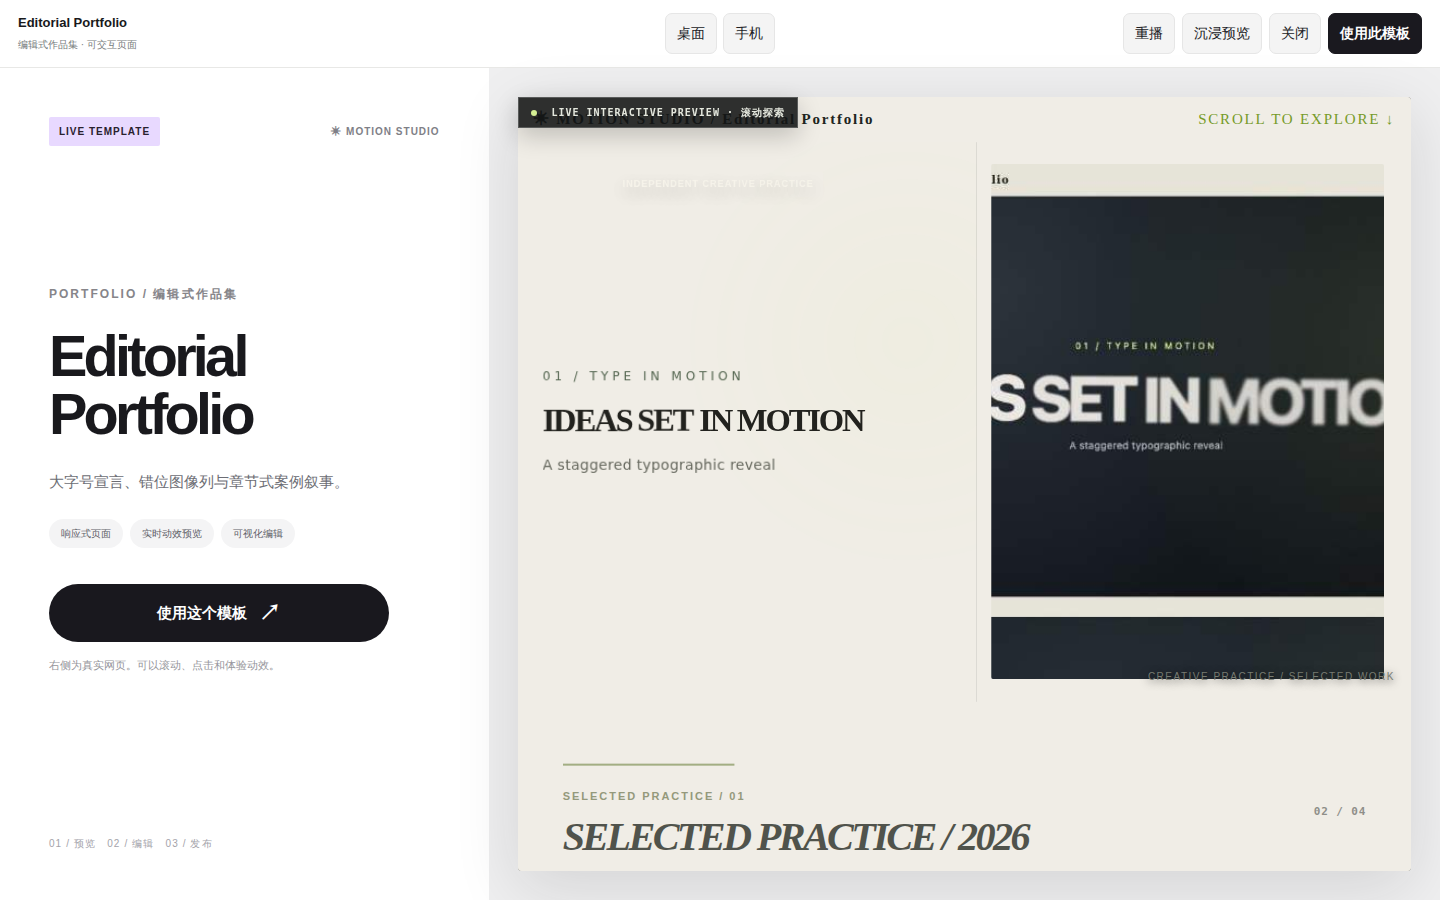 Editorial Portfolio
编辑式作品集 · 可交互页面
桌面
手机
重播
沉浸预览
关闭
使用此模板
LIVE TEMPLATE
✴ MOTION STUDIO
PORTFOLIO / 编辑式作品集
Editorial
Portfolio
大字号宣言、错位图像列与章节式案例叙事。
响应式页面
实时动效预览
可视化编辑
使用这个模板 ↗
右侧为真实网页。可以滚动、点击和体验动效。
01 / 预览
02 / 编辑
03 / 发布
LIVE INTERACTIVE PREVIEW · 滚动探索
✴ MOTION STUDIO / Editorial Portfolio
SCROLL TO EXPLORE ↓
INDEPENDENT CREATIVE PRACTICE
01 / TYPE IN MOTION
IDEAS SET IN MOTION
A staggered typographic reveal
lio
01 / TYPE IN MOTION
S SET IN MOTIO
A staggered typographic reveal
CREATIVE PRACTICE / SELECTED WORK
SELECTED PRACTICE / 01
SELECTED PRACTICE / 2026
02 / 04